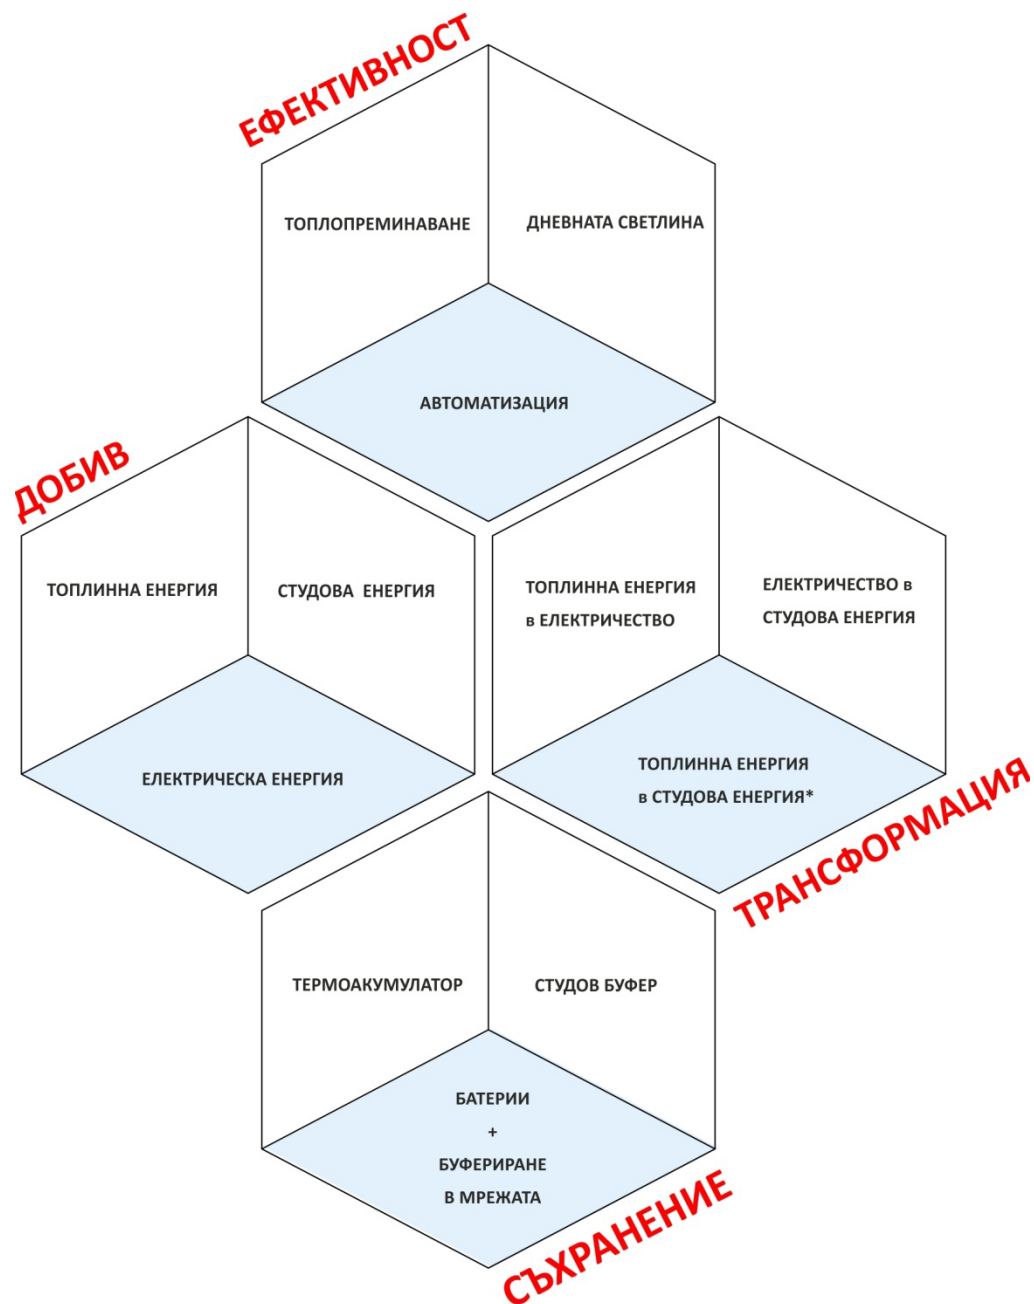 ЕФЕКТИВНОСТ
ТОПЛОПРЕМИНАВАНЕ
ДНЕВНАТА СВЕТЛИНА
АВТОМАТИЗАЦИЯ
ДОБИВ
ТОПЛИННА ЕНЕРГИЯ
СТУДОВА ЕНЕРГИЯ
ЕЛЕКТРИЧЕСКА ЕНЕРГИЯ
ТОПЛИННА ЕНЕРГИЯ
в ЕЛЕКТРИЧЕСТВО
ЕЛЕКТРИЧЕСТВО в
СТУДОВА ЕНЕРГИЯ
ТОПЛИННА ЕНЕРГИЯ
в СТУДОВА ЕНЕРГИЯ*
ТРАНСФОРМАЦИЯ
ТЕРМОАКУМУЛАТОР
СТУДОВ БУФЕР
БАТЕРИИ
+
БУФЕРИРАНЕ
В МРЕЖАТА
СЪХРАНЕНИЕ